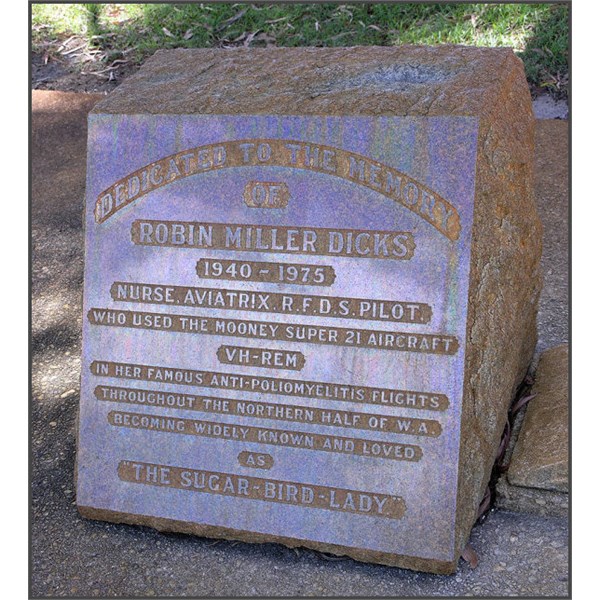 DEDICATED TO THE MEMORY
OF
ROBIN MILLER DICKS
1940 - 1975
NURSE. AVIATRIX. R.F.D.S. PILOT.
WHO USED THE MOONEY SUPER 21 AIRCRAFT
VH-REM
IN HER FAMOUS ANTI-POLIOMYELITIS FLIGHTS
THROUGHOUT THE NORTHERN HALF OF W.A.
BECOMING WIDELY KNOWN AND LOVED
AS
"THE SUGAR-BIRD-LADY"